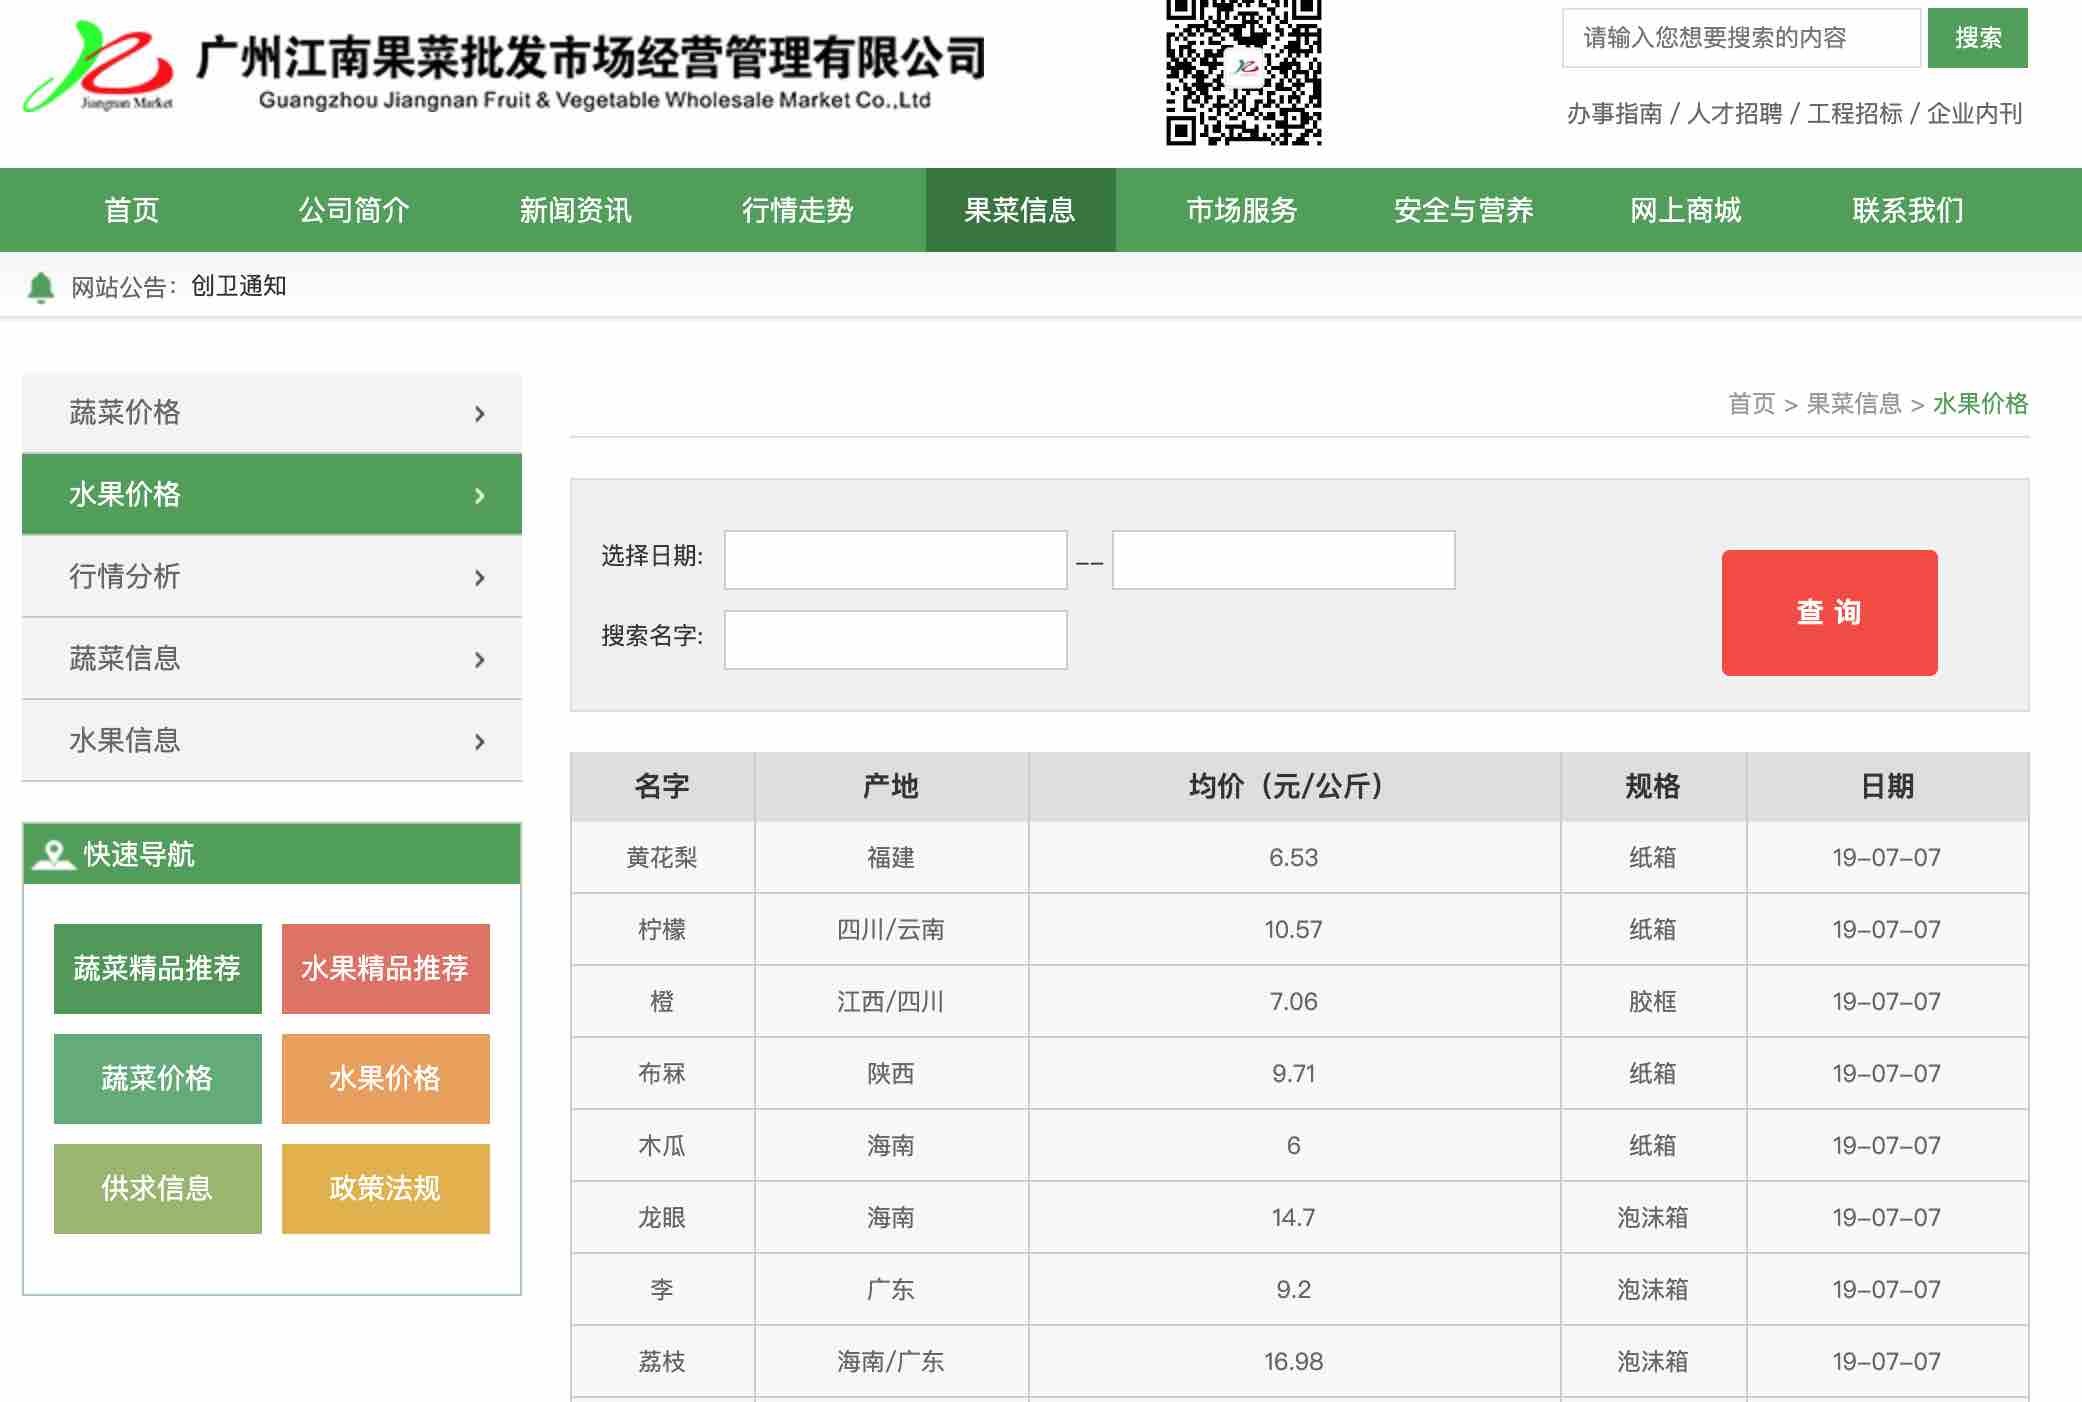 Jiangnan Market
广州江南果菜批发市场经营管理有限公司
Guangzhou Jiangnan Fruit & Vegetable Wholesale Market Co.,Ltd
请输入您想要搜索的内容 搜索
办事指南 / 人才招聘 / 工程招标 / 企业内刊
首页 公司简介 新闻资讯 行情走势 果菜信息 市场服务 安全与营养 网上商城 联系我们
网站公告: 创卫通知
蔬菜价格
水果价格
行情分析
蔬菜信息
水果信息
快速导航
蔬菜精品推荐 水果精品推荐
蔬菜价格 水果价格
供求信息 政策法规
首页 > 果菜信息 > 水果价格
选择日期: --
搜索名字:
查 询
名字 产地 均价（元/公斤） 规格 日期
黄花梨 福建 6.53 纸箱 19-07-07
柠檬 四川/云南 10.57 纸箱 19-07-07
橙 江西/四川 7.06 胶框 19-07-07
布冧 陕西 9.71 纸箱 19-07-07
木瓜 海南 6 纸箱 19-07-07
龙眼 海南 14.7 泡沫箱 19-07-07
李 广东 9.2 泡沫箱 19-07-07
荔枝 海南/广东 16.98 泡沫箱 19-07-07